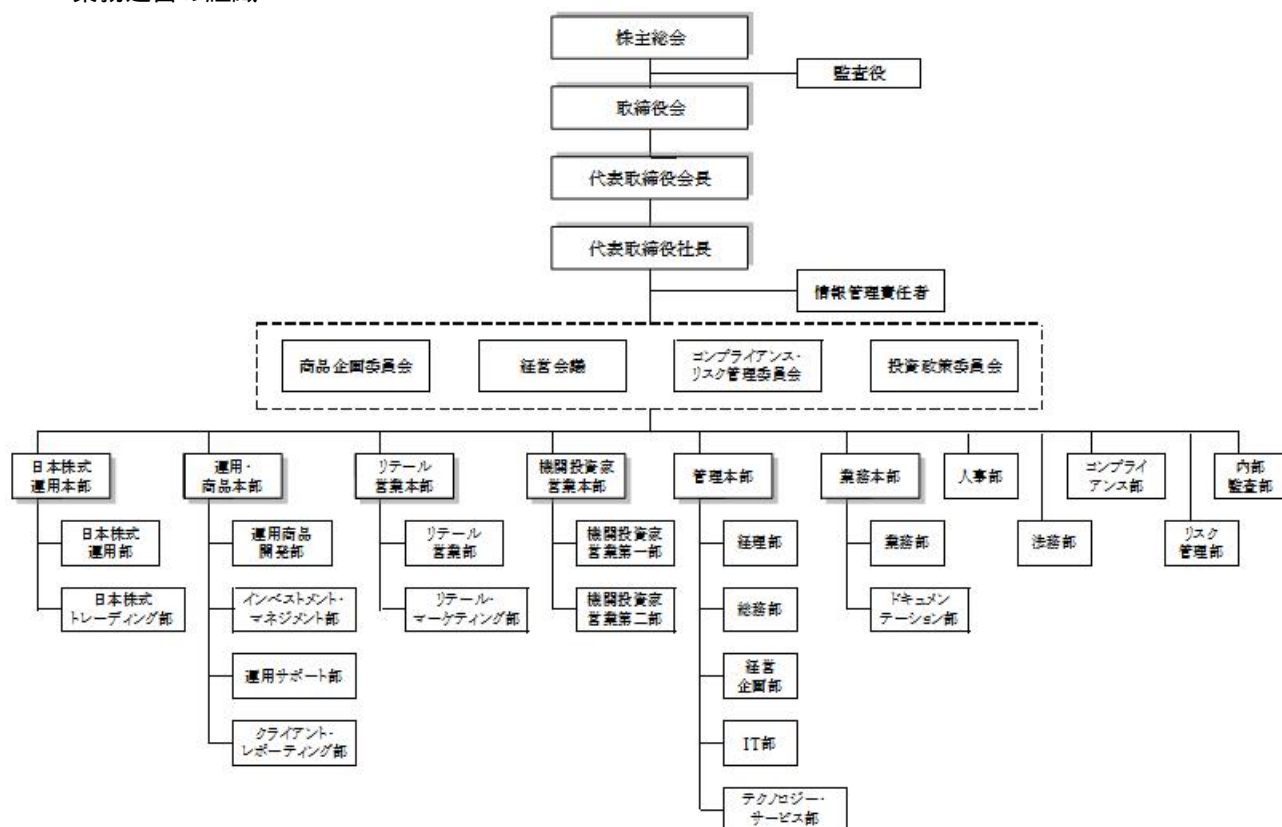 株主総会
監査役
取締役会
代表取締役会長
代表取締役社長
情報管理責任者
商品企画委員会
経営会議
コンプライアンス・
リスク管理委員会
投資政策委員会
日本株式
運用本部
運用・
商品本部
リテール
営業本部
機関投資家
営業本部
管理本部
業務本部
人事部
コンプライ
アンス部
内部
監査部
日本株式
運用部
運用商品
開発部
リテール
営業部
機関投資家
営業第一部
経理部
業務部
法務部
リスク
管理部
日本株式
トレーディング部
インベストメント・
マネジメント部
リテール・
マーケティング部
機関投資家
営業第二部
総務部
ドキュメン
テーション部
運用サポート部
経営
企画部
クライアント・
レポーティング部
IT部
テクノロジー・
サービス部